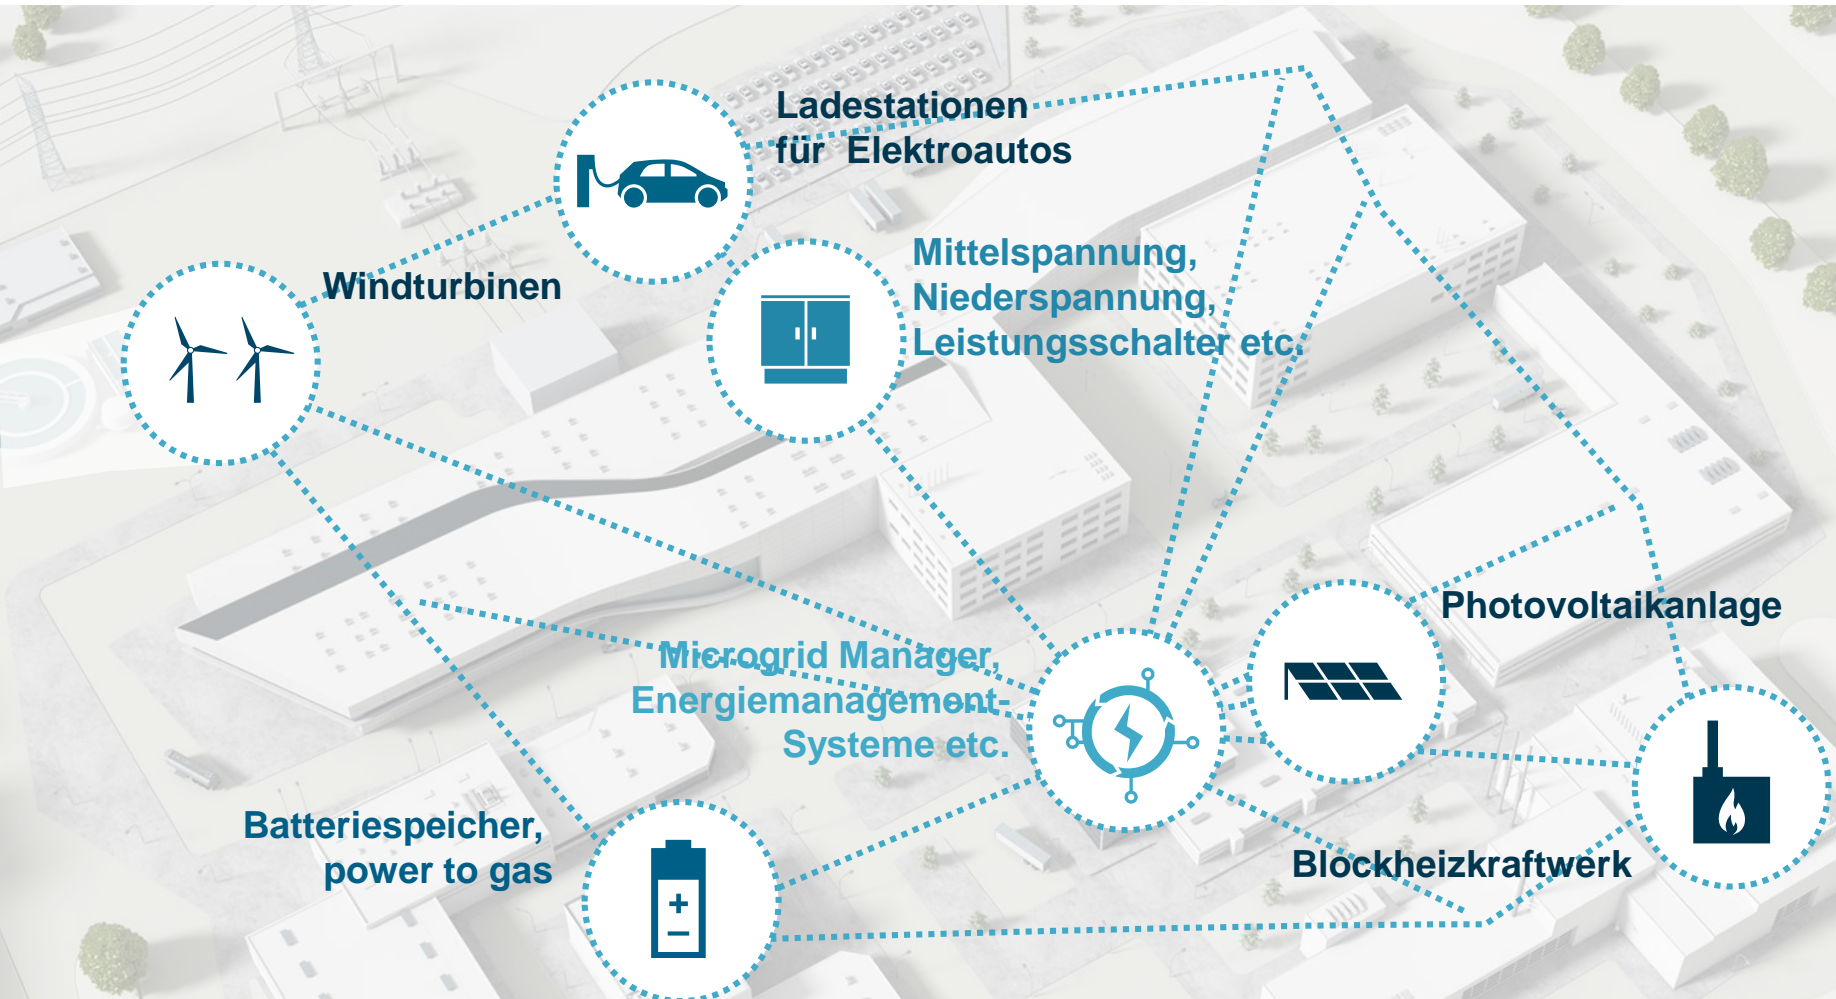 Ladestationen
für Elektroautos
Windturbinen
Mittelspannung,
Niederspannung,
Leistungsschalter etc.
Photovoltaikanlage
Microgrid Manager,
Energiemanagement-
Systeme etc.
Batteriespeicher,
power to gas
Blockheizkraftwerk